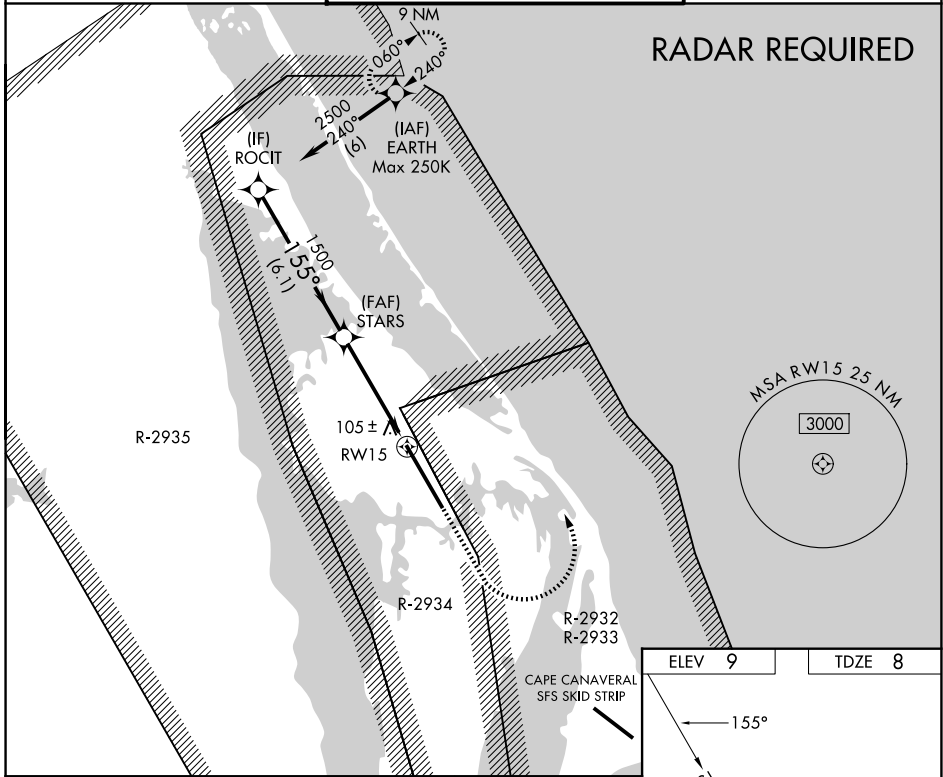 9 NM
RADAR REQUIRED
060°
240°
2500
240°
(6)
(IAF)
EARTH
Max 250K
(IF)
ROCIT
1500
155°
(6.1)
(FAF)
STARS
MSA RW15 25 NM
3000
105 ±
RW15
R-2935
R-2934
R-2932
R-2933
CAPE CANAVERAL
SFS SKID STRIP
ELEV 9
TDZE 8
155°